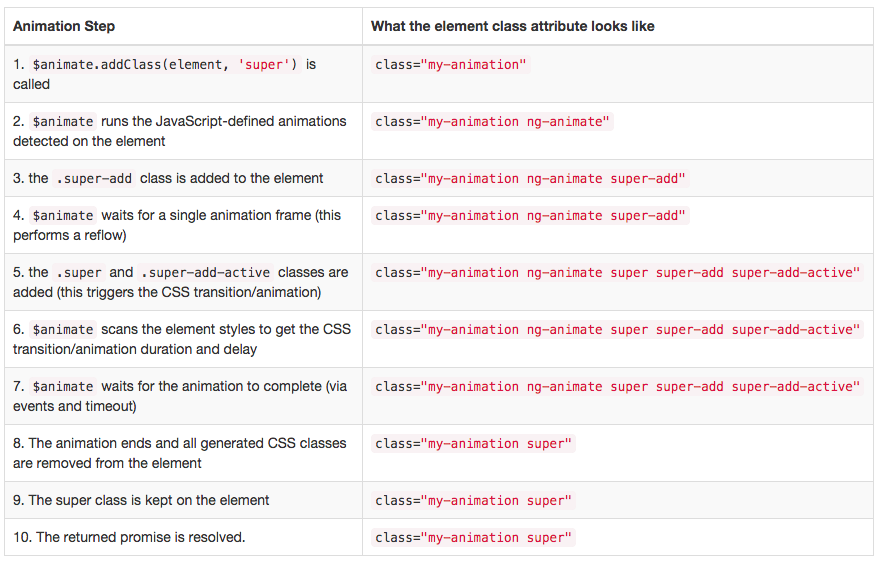 Animation Step
What the element class attribute looks like
1. $animate.addClass(element, 'super') is
called
class="my-animation"
2. $animate runs the JavaScript-defined animations
detected on the element
class="my-animation ng-animate"
3. the .super-add class is added to the element
class="my-animation ng-animate super-add"
4. $animate waits for a single animation frame (this
performs a reflow)
class="my-animation ng-animate super-add"
5. the .super and .super-add-active classes are
added (this triggers the CSS transition/animation)
class="my-animation ng-animate super super-add super-add-active"
6. $animate scans the element styles to get the CSS
transition/animation duration and delay
class="my-animation ng-animate super super-add super-add-active"
7. $animate waits for the animation to complete (via
events and timeout)
class="my-animation ng-animate super super-add super-add-active"
8. The animation ends and all generated CSS classes
are removed from the element
class="my-animation super"
9. The super class is kept on the element
class="my-animation super"
10. The returned promise is resolved.
class="my-animation super"